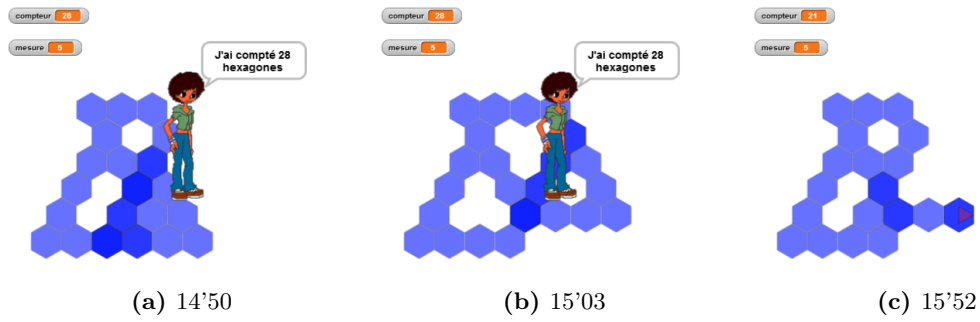 compteur 28
mesure 5
J'ai compté 28
hexagones
compteur 28
mesure 5
J'ai compté 28
hexagones
compteur 21
mesure 5
(a) 14'50
(b) 15'03
(c) 15'52